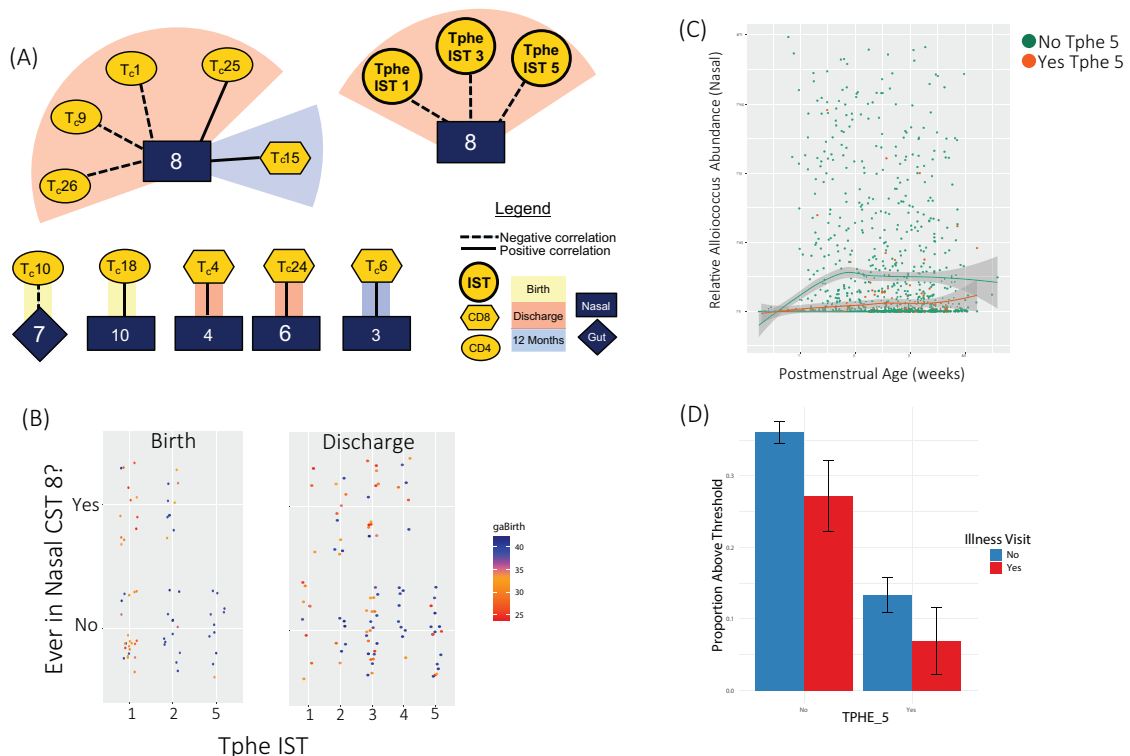 (A)
Tc1
Tc25
Tc9
8
Tc15
Tc26
Tphe
IST 1
Tphe
IST 3
Tphe
IST 5
8
Legend
Negative correlation
Positive correlation
IST
CD8
CD4
Birth
Discharge
12 Months
Nasal
Gut
Tc10
Tc18
Tc4
Tc24
Tc6
7
10
4
6
3
(B)
Birth
Discharge
Ever in Nasal CST 8?
Yes
No
1
2
5
1
2
3
4
5
Tphe IST
gaBirth
40
35
30
25
(C)
No Tphe 5
Yes Tphe 5
Relative Alloiococcus Abundance (Nasal)
Postmenstrual Age (weeks)
(D)
Proportion Above Threshold
0.3
0.2
0.1
0.0
No
Yes
TPHE_5
Illness Visit
No
Yes